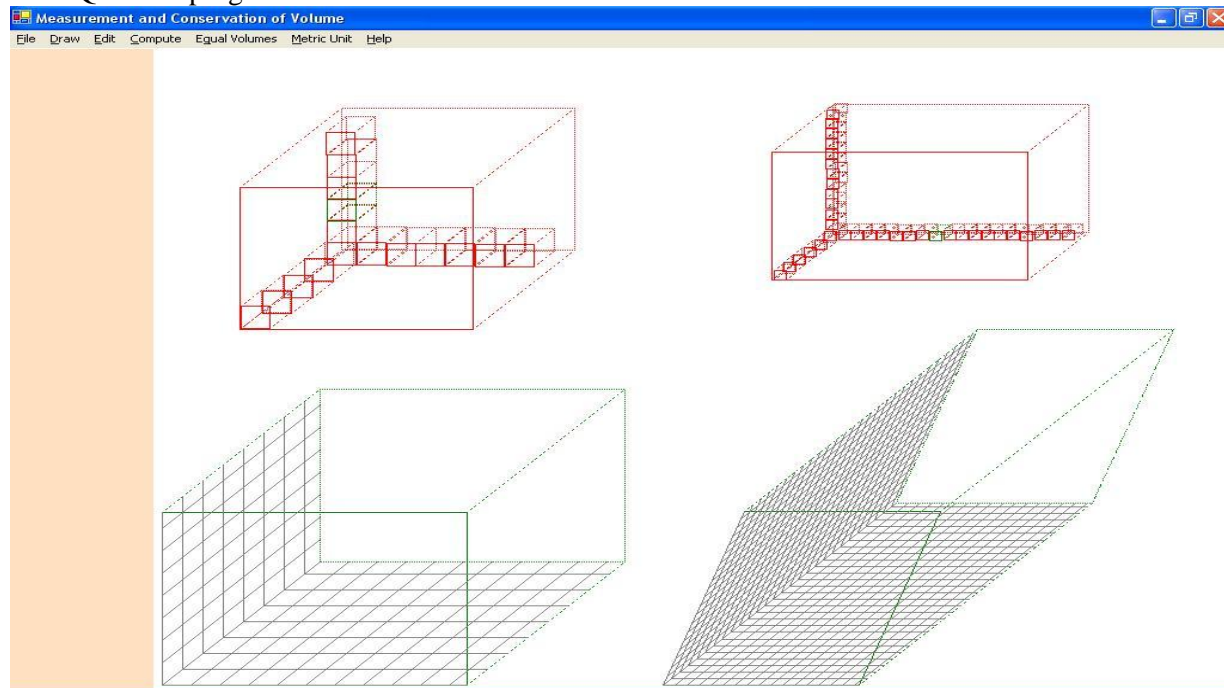 Measurement and Conservation of Volume
File Draw Edit Compute Equal Volumes Metric Unit Help